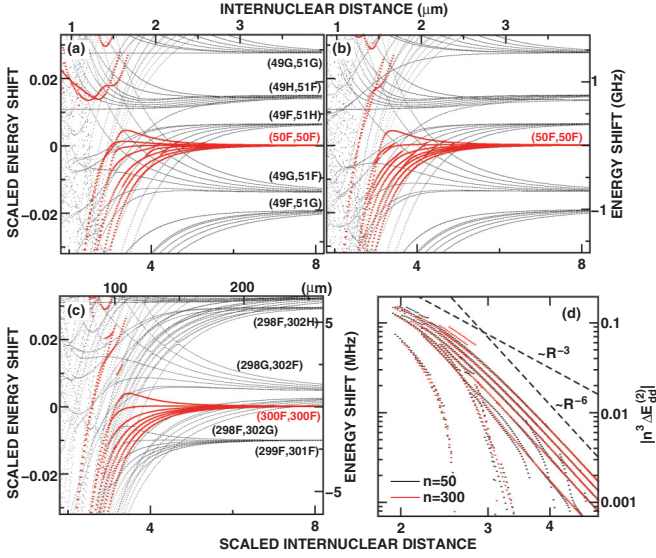 INTERNUCLEAR DISTANCE (μm)
1 2 3 1 2 3
(a) (b)
SCALED ENERGY SHIFT
0.02
0
−0.02
(49G,51G)
(49H,51F)
(49F,51H)
(50F,50F)
(49G,51F)
(49F,51G)
(50F,50F)
1
−1
ENERGY SHIFT (GHz)
4 8 4 8
100 200 (μm)
(c)
SCALED ENERGY SHIFT
0.02
0
−0.02
(298F,302H)
(298G,302F)
(300F,300F)
(298F,302G)
(299F,301F)
5
−5
ENERGY SHIFT (MHz)
4 8
(d)
~R⁻³
~R⁻⁶
n=50
n=300
0.1
0.01
0.001
|n³ ΔE_dd^(2)|
2 3 4
SCALED INTERNUCLEAR DISTANCE